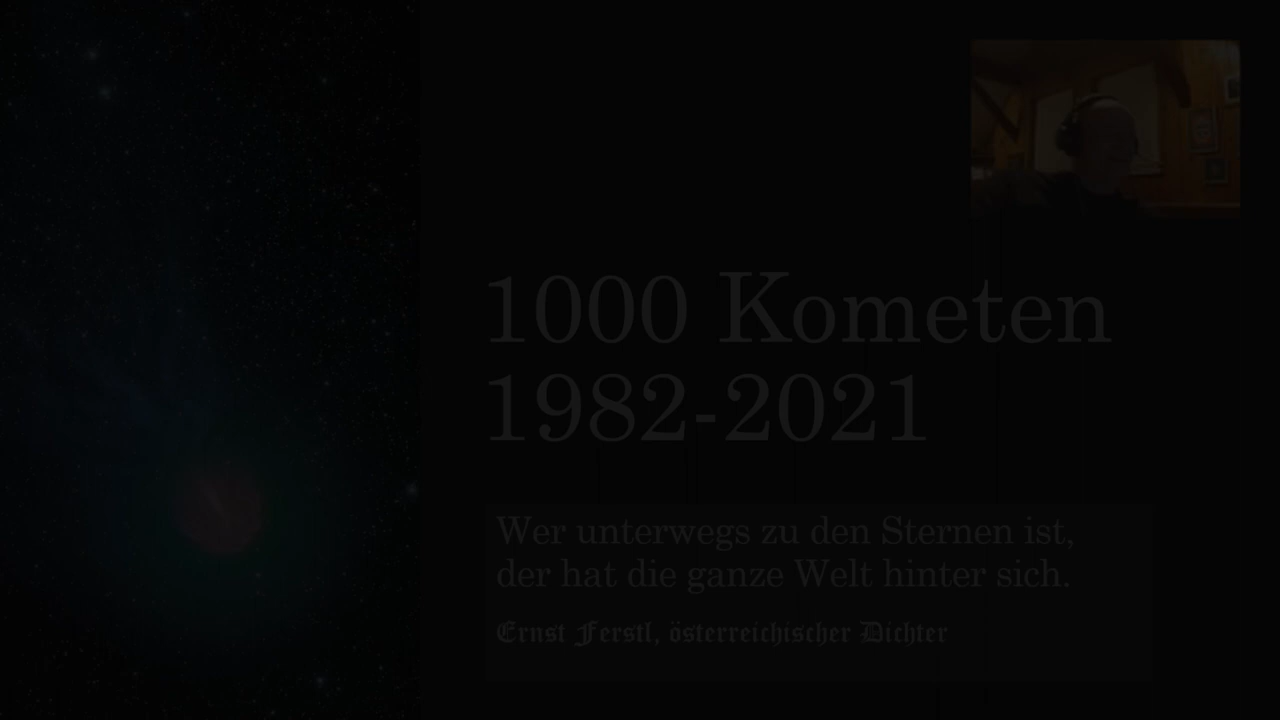 1000 Kometen
1982-2021
Wer unterwegs zu den Sternen ist,
der hat die ganze Welt hinter sich.
Ernst Ferstl, österreichischer Dichter